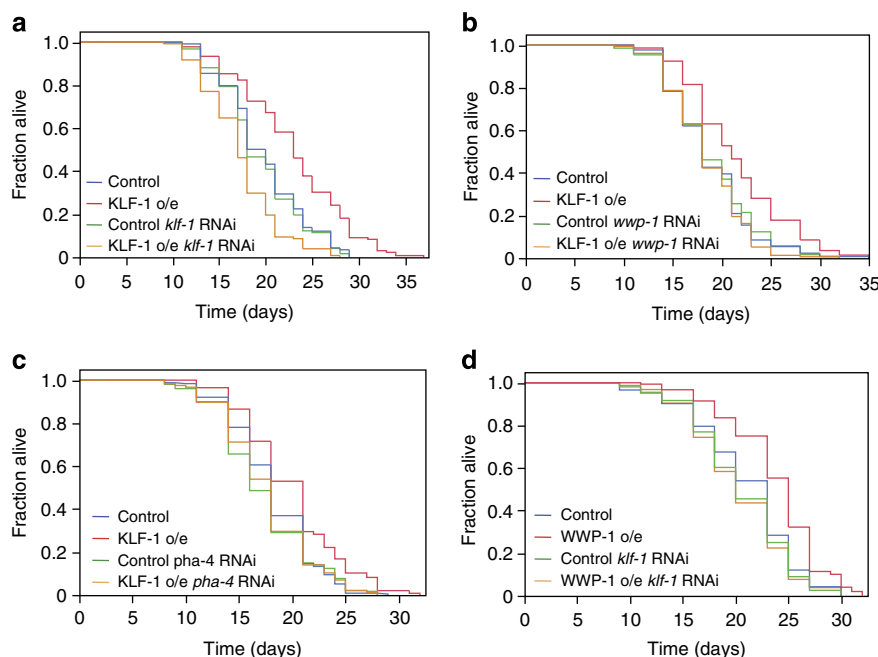 a
Fraction alive
1.0
0.8
0.6
0.4
0.2
0
Control
KLF-1 o/e
Control klf-1 RNAi
KLF-1 o/e klf-1 RNAi
0 5 10 15 20 25 30 35
Time (days)
b
Fraction alive
1.0
0.8
0.6
0.4
0.2
0
Control
KLF-1 o/e
Control wwp-1 RNAi
KLF-1 o/e wwp-1 RNAi
0 5 10 15 20 25 30 35
Time (days)
c
Fraction alive
1.0
0.8
0.6
0.4
0.2
0.0
Control
KLF-1 o/e
Control pha-4 RNAi
KLF-1 o/e pha-4 RNAi
0 5 10 15 20 25 30
Time (days)
d
Fraction alive
1.0
0.8
0.6
0.4
0.2
0.0
Control
WWP-1 o/e
Control klf-1 RNAi
WWP-1 o/e klf-1 RNAi
0 5 10 15 20 25 30
Time (days)